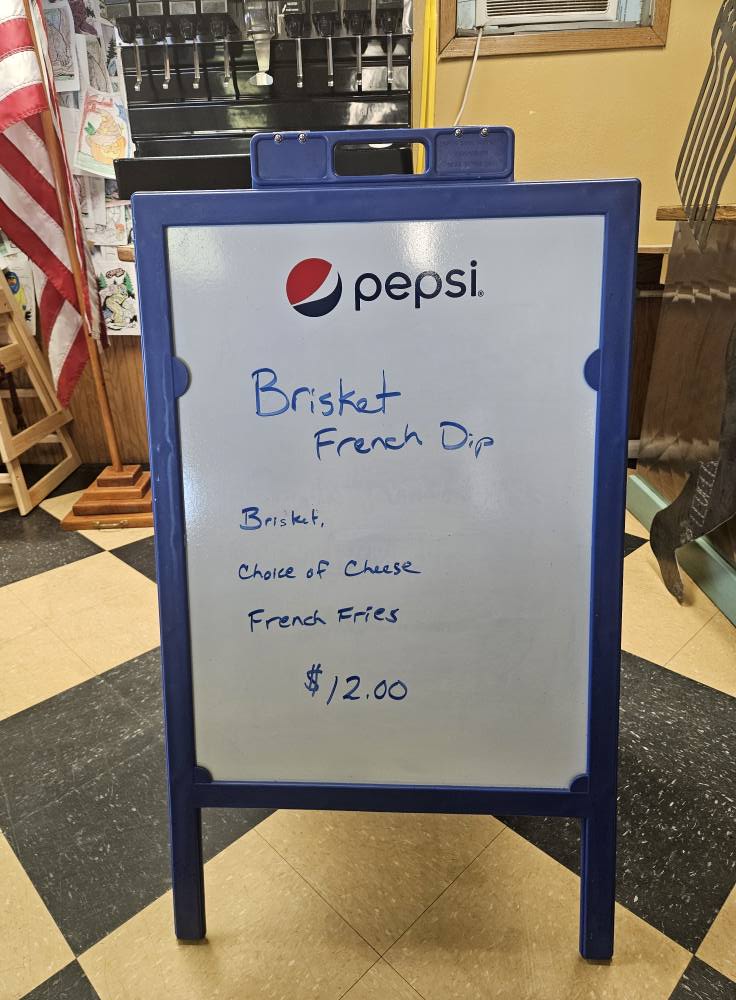 pepsi
Brisket
French Dip
Brisket,
Choice of Cheese
French Fries
$12.00